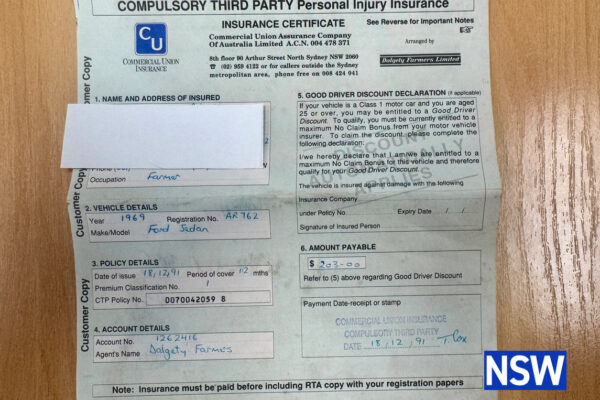 COMPULSORY THIRD PARTY Personal Injury Insurance
INSURANCE CERTIFICATE
See Reverse for Important Notes
CU
COMMERCIAL UNION
INSURANCE
Commercial Union Assurance Company
Of Australia Limited A.C.N. 004 478 371
8th floor 90 Arthur Street North Sydney NSW 2060
☎ (02) 959 4122 or for callers outside the Sydney
metropolitan area, phone free on 008 424 041
Arranged by
Dalgety Farmers Limited
Customer Copy
1. NAME AND ADDRESS OF INSURED
Occupation Farmer
Customer Copy
2. VEHICLE DETAILS
Year 1969 Registration No. AR 762
Make/Model Ford Sedan
3. POLICY DETAILS
Date of issue 18,12,91 Period of cover 12 mths
Premium Classification No. 1
CTP Policy No. 0070042059 8
Customer Copy
4. ACCOUNT DETAILS
Account No. 1262416
Agent's Name Dalgety Farmers
5. GOOD DRIVER DISCOUNT DECLARATION (if applicable)
If your vehicle is a Class 1 motor car and you are aged
25 or over, you may be entitled to a Good Driver
Discount. To qualify, you must be currently entitled to a
maximum No Claim Bonus from your motor vehicle
insurer. To claim the discount, please complete the
following declaration:
I/we hereby declare that I am/we are entitled to a
maximum No Claim Bonus for this vehicle and therefore
qualify for your Good Driver Discount.
The vehicle is insured against damage with the following
DISCOUNT
AUTOMATICALLY
APPLIES
Insurance Company
under Policy No. Expiry Date / /
Signature of Insured Person
6. AMOUNT PAYABLE
$ 203-00
Refer to (5) above regarding Good Driver Discount
Payment Date-receipt or stamp
COMMERCIAL UNION INSURANCE
COMPULSORY THIRD PARTY
DATE 18,12,91 T. Cox
Note: Insurance must be paid before including RTA copy with your registration papers
NSW